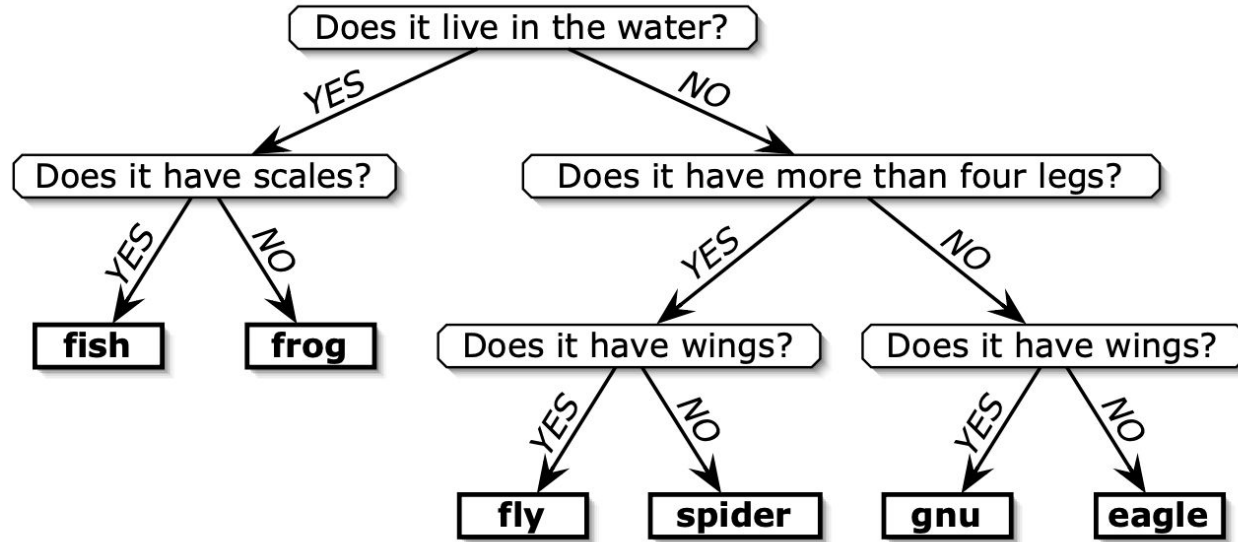 Does it live in the water?
YES
NO
Does it have scales?
Does it have more than four legs?
YES
NO
YES
NO
fish
frog
Does it have wings?
Does it have wings?
YES
NO
YES
NO
fly
spider
gnu
eagle